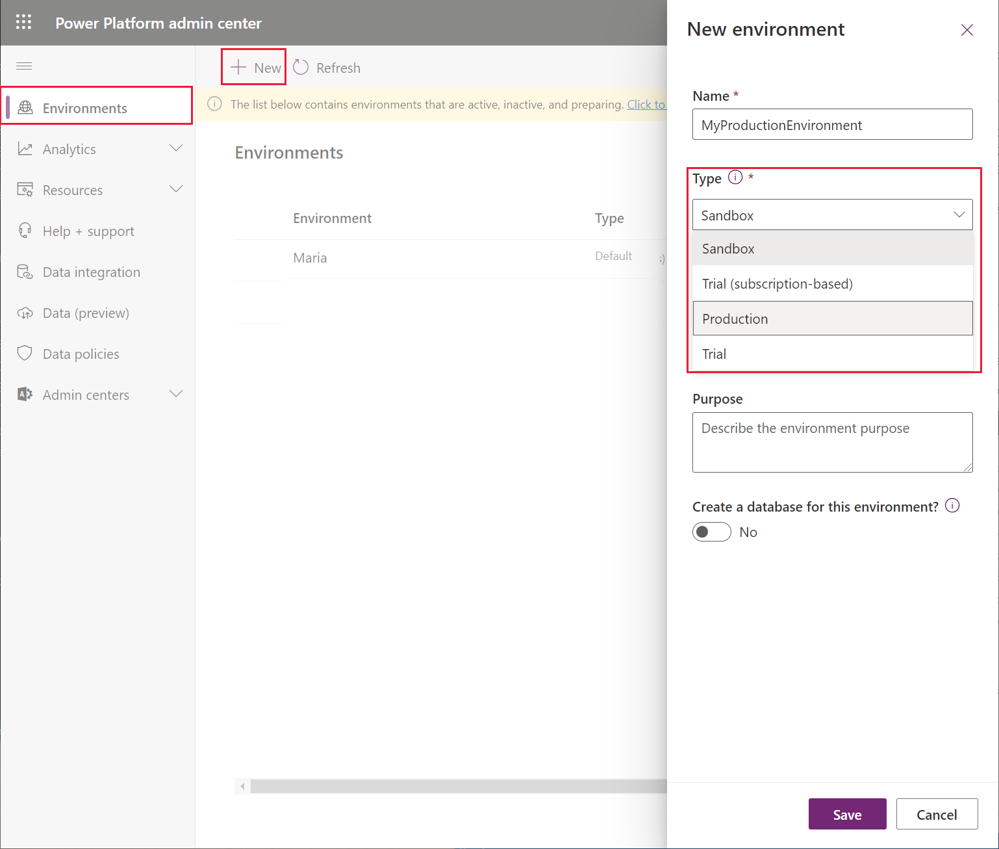 Power Platform admin center
New
Refresh
The list below contains environments that are active, inactive, and preparing. Click to
Environments
Analytics
Resources
Help + support
Data integration
Data (preview)
Data policies
Admin centers
Environments
Environment
Type
Maria
Default
s)
New environment
Name *
MyProductionEnvironment
Type *
Sandbox
Sandbox
Trial (subscription-based)
Production
Trial
Purpose
Describe the environment purpose
Create a database for this environment?
No
Save
Cancel